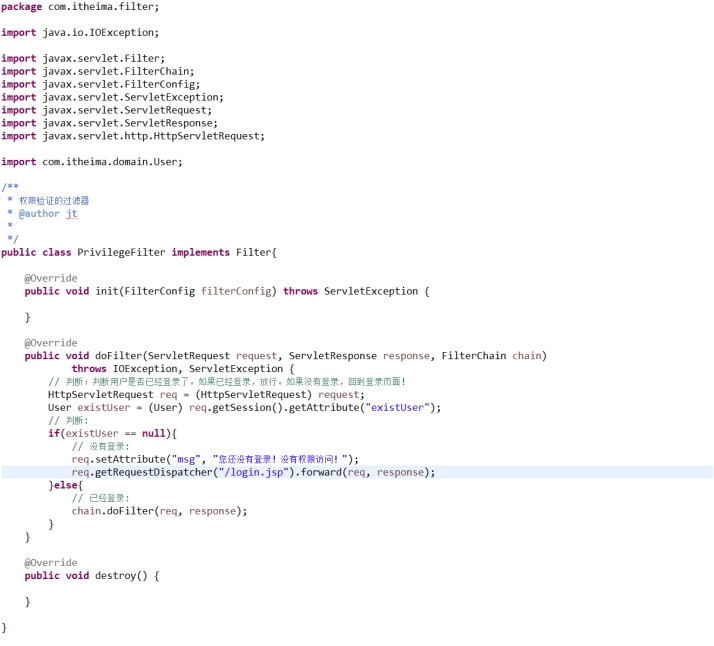 package com.itheima.filter;
import java.io.IOException;
import javax.servlet.Filter;
import javax.servlet.FilterChain;
import javax.servlet.FilterConfig;
import javax.servlet.ServletException;
import javax.servlet.ServletRequest;
import javax.servlet.ServletResponse;
import javax.servlet.http.HttpServletRequest;
import com.itheima.domain.User;
/**
 * 权限验证的过滤器
 * @author jt
 *
 */
public class PrivilegeFilter implements Filter{
    @Override
    public void init(FilterConfig filterConfig) throws ServletException {
    }
    @Override
    public void doFilter(ServletRequest request, ServletResponse response, FilterChain chain)
            throws IOException, ServletException {
        // 判断：判断用户是否已经登录了。如果已经登录，放行。如果没有登录，回到登录页面！
        HttpServletRequest req = (HttpServletRequest) request;
        User existUser = (User) req.getSession().getAttribute("existUser");
        // 判断：
        if(existUser == null){
            // 没有登录：
            req.setAttribute("msg", "您还没有登录！没有权限访问！");
            req.getRequestDispatcher("/login.jsp").forward(req, response);
        }else{
            // 已经登录：
            chain.doFilter(req, response);
        }
    }
    @Override
    public void destroy() {
    }
}